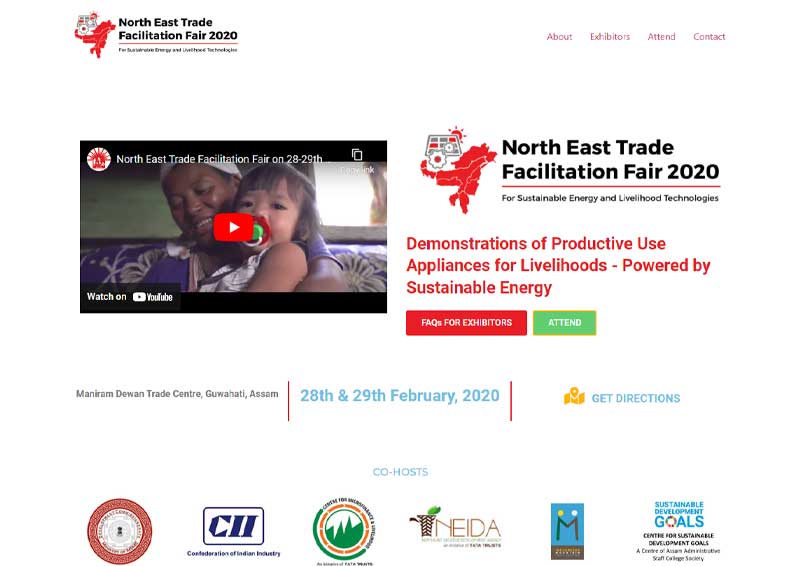 North East Trade
Facilitation Fair 2020
For Sustainable Energy and Livelihood Technologies
About Exhibitors Attend Contact
North East Trade Facilitation Fair on 28-29th ...
Copy link
Watch on YouTube
North East Trade
Facilitation Fair 2020
For Sustainable Energy and Livelihood Technologies
Demonstrations of Productive Use
Appliances for Livelihoods - Powered by
Sustainable Energy
FAQs FOR EXHIBITORS ATTEND
Maniram Dewan Trade Centre, Guwahati, Assam
28th & 29th February, 2020
GET DIRECTIONS
CO-HOSTS
CII
Confederation of Indian Industry
CENTRE FOR MICROFINANCE & LIVELIHOOD
An Initiative of TATA TRUSTS
NEIDA
An Initiative of TATA TRUSTS
M
SUSTAINABLE
DEVELOPMENT
GOALS
CENTRE FOR SUSTAINABLE
DEVELOPMENT GOALS
A Centre of Assam Administrative
Staff College Society